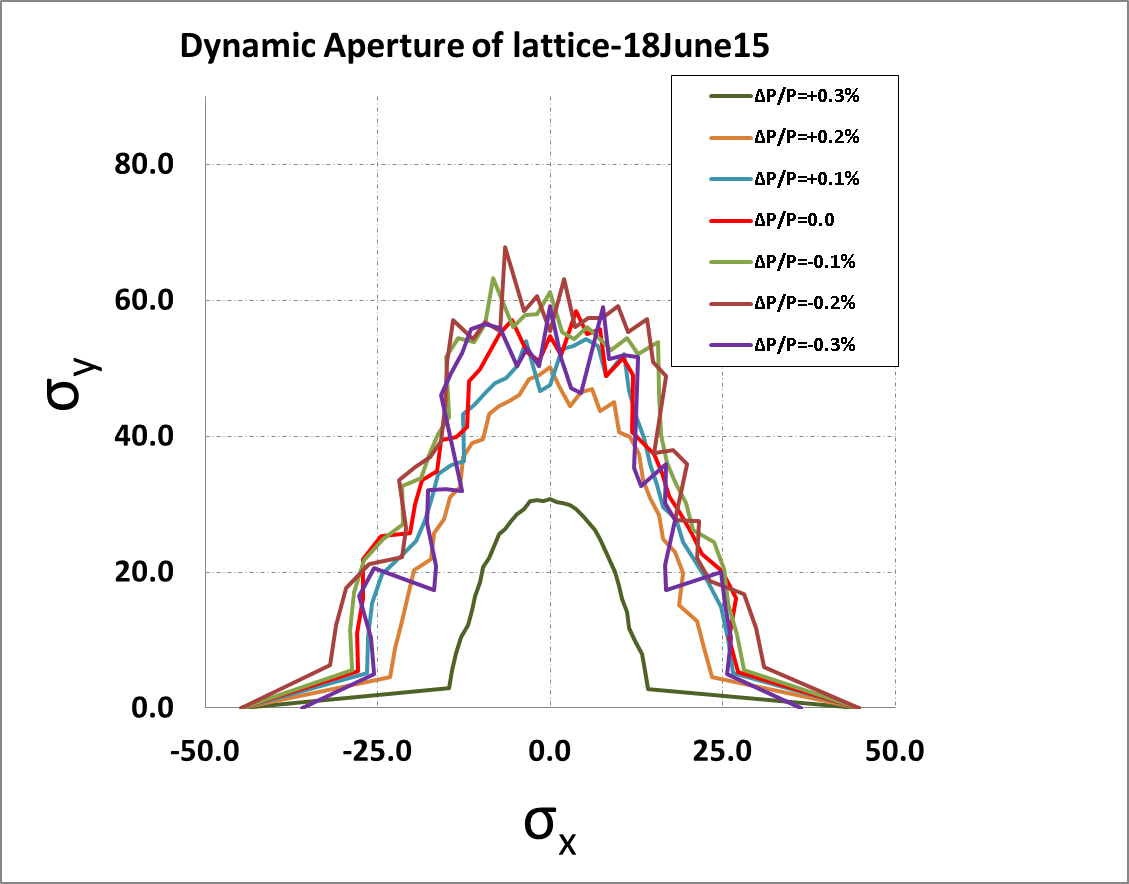 Dynamic Aperture of lattice-18June15
ΔP/P=+0.3%
ΔP/P=+0.2%
ΔP/P=+0.1%
ΔP/P=0.0
ΔP/P=-0.1%
ΔP/P=-0.2%
ΔP/P=-0.3%
80.0
60.0
40.0
20.0
0.0
σy
-50.0 -25.0 0.0 25.0 50.0
σx